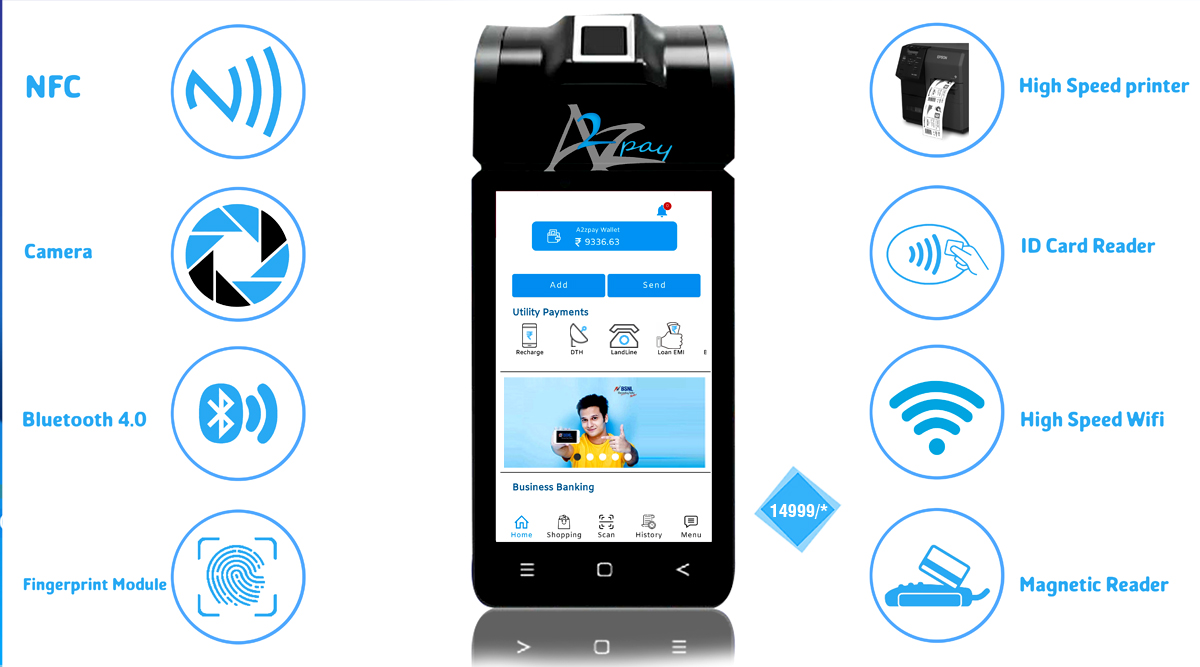 NFC
Camera
Bluetooth 4.0
Fingerprint Module
A2Zpay
A2zpay Wallet
₹ 9336.63
Add
Send
Utility Payments
Recharge
DTH
LandLine
Loan EMI
E
BSNL
Business Banking
Home
Shopping
Scan
History
Menu
14999/*
High Speed printer
ID Card Reader
High Speed Wifi
Magnetic Reader